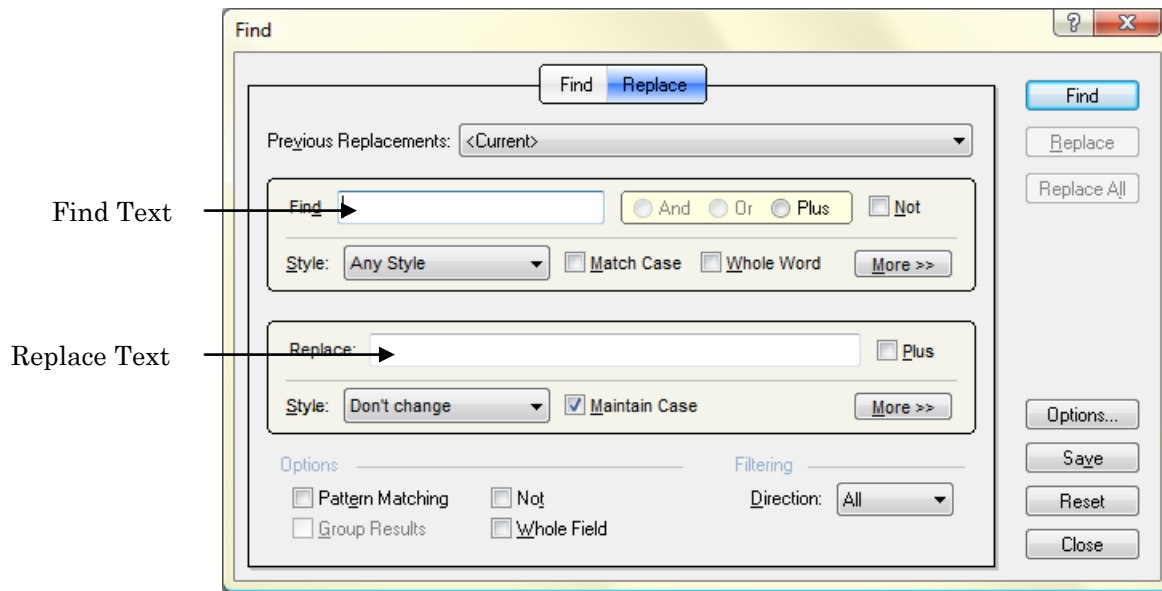 Find
Find Replace
Find
Previous Replacements: <Current>
Replace
Replace All
Find Text
Find
And Or Plus
Not
Style: Any Style
Match Case
Whole Word
More >>
Replace Text
Replace:
Plus
Style: Don't change
Maintain Case
More >>
Options...
Options
Filtering
Save
Pattern Matching
Not
Direction: All
Reset
Group Results
Whole Field
Close